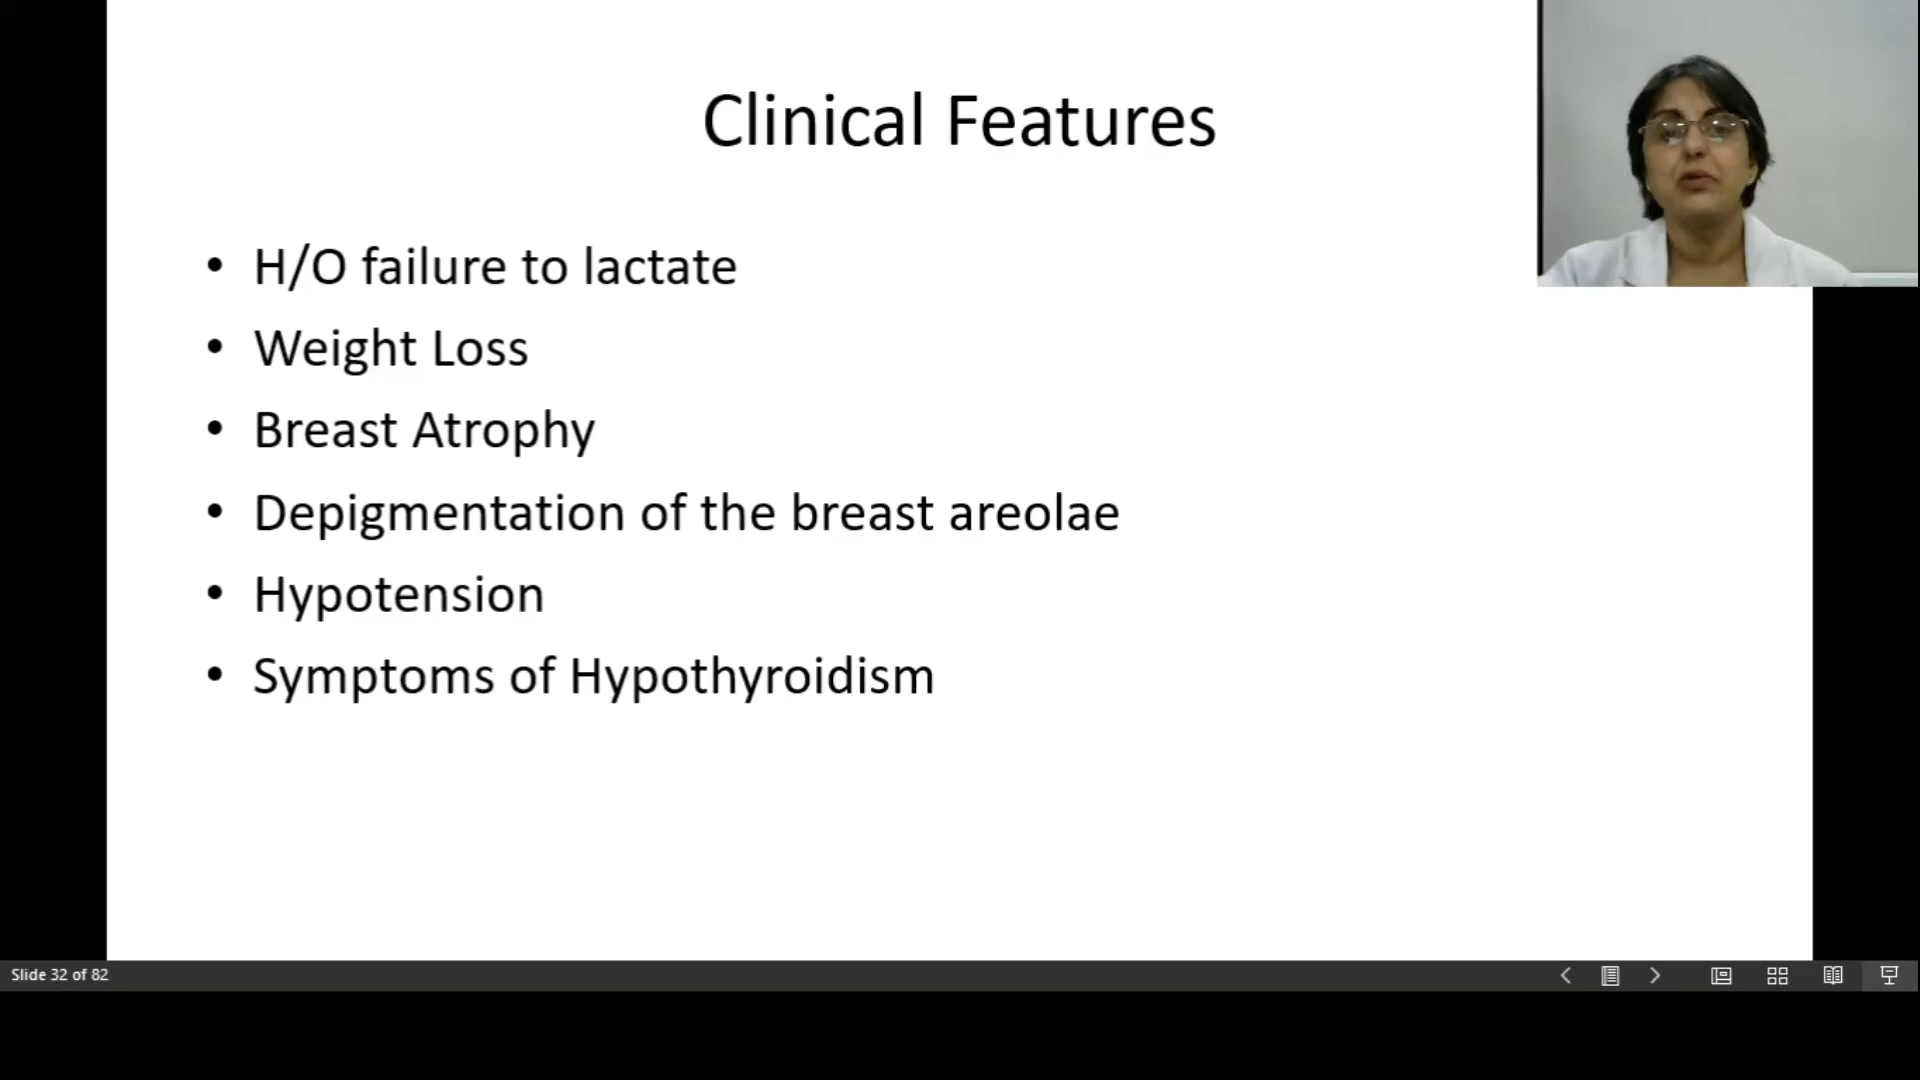 Clinical Features
• H/O failure to lactate
• Weight Loss
• Breast Atrophy
• Depigmentation of the breast areolae
• Hypotension
• Symptoms of Hypothyroidism
Slide 32 of 82